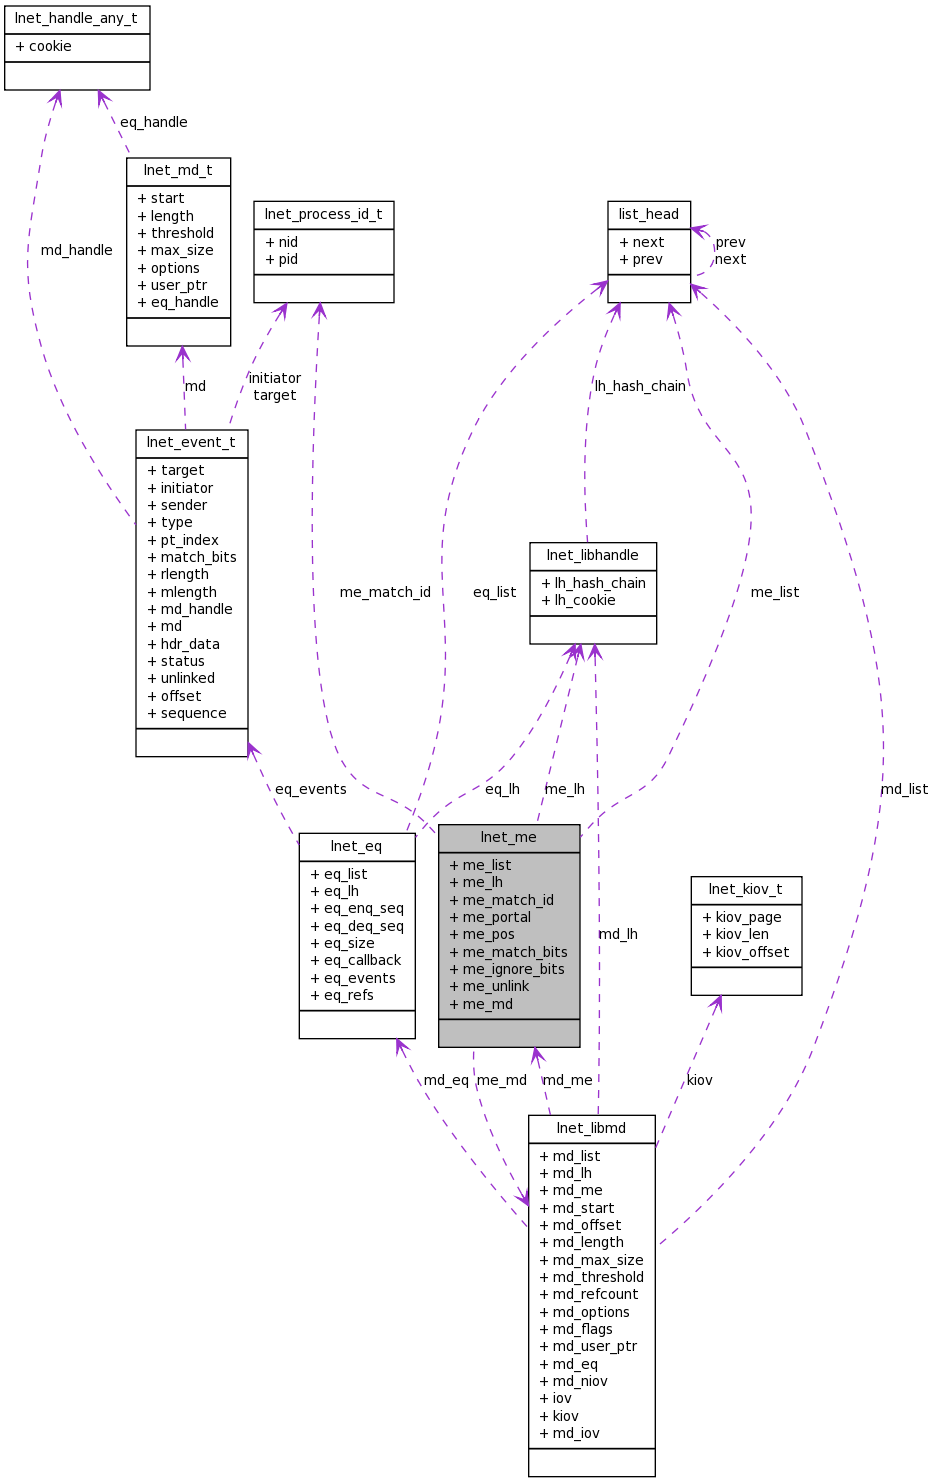 lnet_handle_any_t
+ cookie
eq_handle
lnet_md_t
+ start
+ length
+ threshold
+ max_size
+ options
+ user_ptr
+ eq_handle
md_handle
lnet_process_id_t
+ nid
+ pid
list_head
+ next
+ prev
prev
next
md
initiator
target
lh_hash_chain
lnet_event_t
+ target
+ initiator
+ sender
+ type
+ pt_index
+ match_bits
+ rlength
+ mlength
+ md_handle
+ md
+ hdr_data
+ status
+ unlinked
+ offset
+ sequence
lnet_libhandle
+ lh_hash_chain
+ lh_cookie
me_match_id
eq_list
me_list
eq_events
eq_lh
me_lh
md_list
lnet_eq
+ eq_list
+ eq_lh
+ eq_enq_seq
+ eq_deq_seq
+ eq_size
+ eq_callback
+ eq_events
+ eq_refs
lnet_me
+ me_list
+ me_lh
+ me_match_id
+ me_portal
+ me_pos
+ me_match_bits
+ me_ignore_bits
+ me_unlink
+ me_md
md_lh
lnet_kiov_t
+ kiov_page
+ kiov_len
+ kiov_offset
md_eq
me_md
md_me
kiov
lnet_libmd
+ md_list
+ md_lh
+ md_me
+ md_start
+ md_offset
+ md_length
+ md_max_size
+ md_threshold
+ md_refcount
+ md_options
+ md_flags
+ md_user_ptr
+ md_eq
+ md_niov
+ iov
+ kiov
+ md_iov